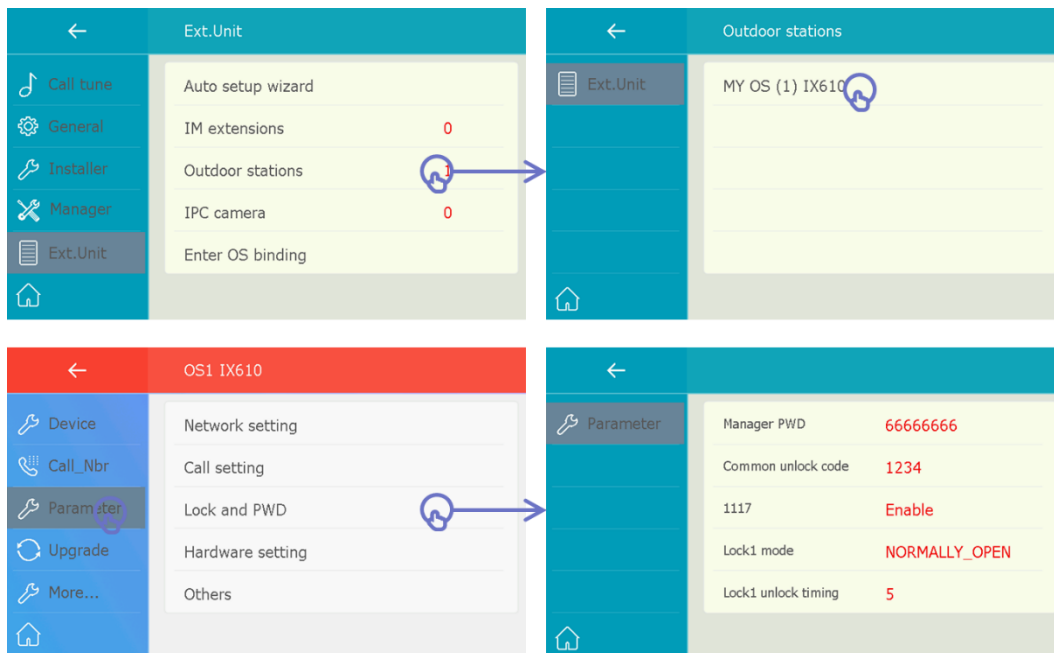 Ext.Unit
Call tune
General
Installer
Manager
Ext.Unit
Auto setup wizard
IM extensions 0
Outdoor stations 1
IPC camera 0
Enter OS binding
Outdoor stations
Ext.Unit
MY OS (1) IX610
OS1 IX610
Device
Call_Nbr
Parameter
Upgrade
More...
Network setting
Call setting
Lock and PWD
Hardware setting
Others
Parameter
Manager PWD 66666666
Common unlock code 1234
1117 Enable
Lock1 mode NORMALLY_OPEN
Lock1 unlock timing 5